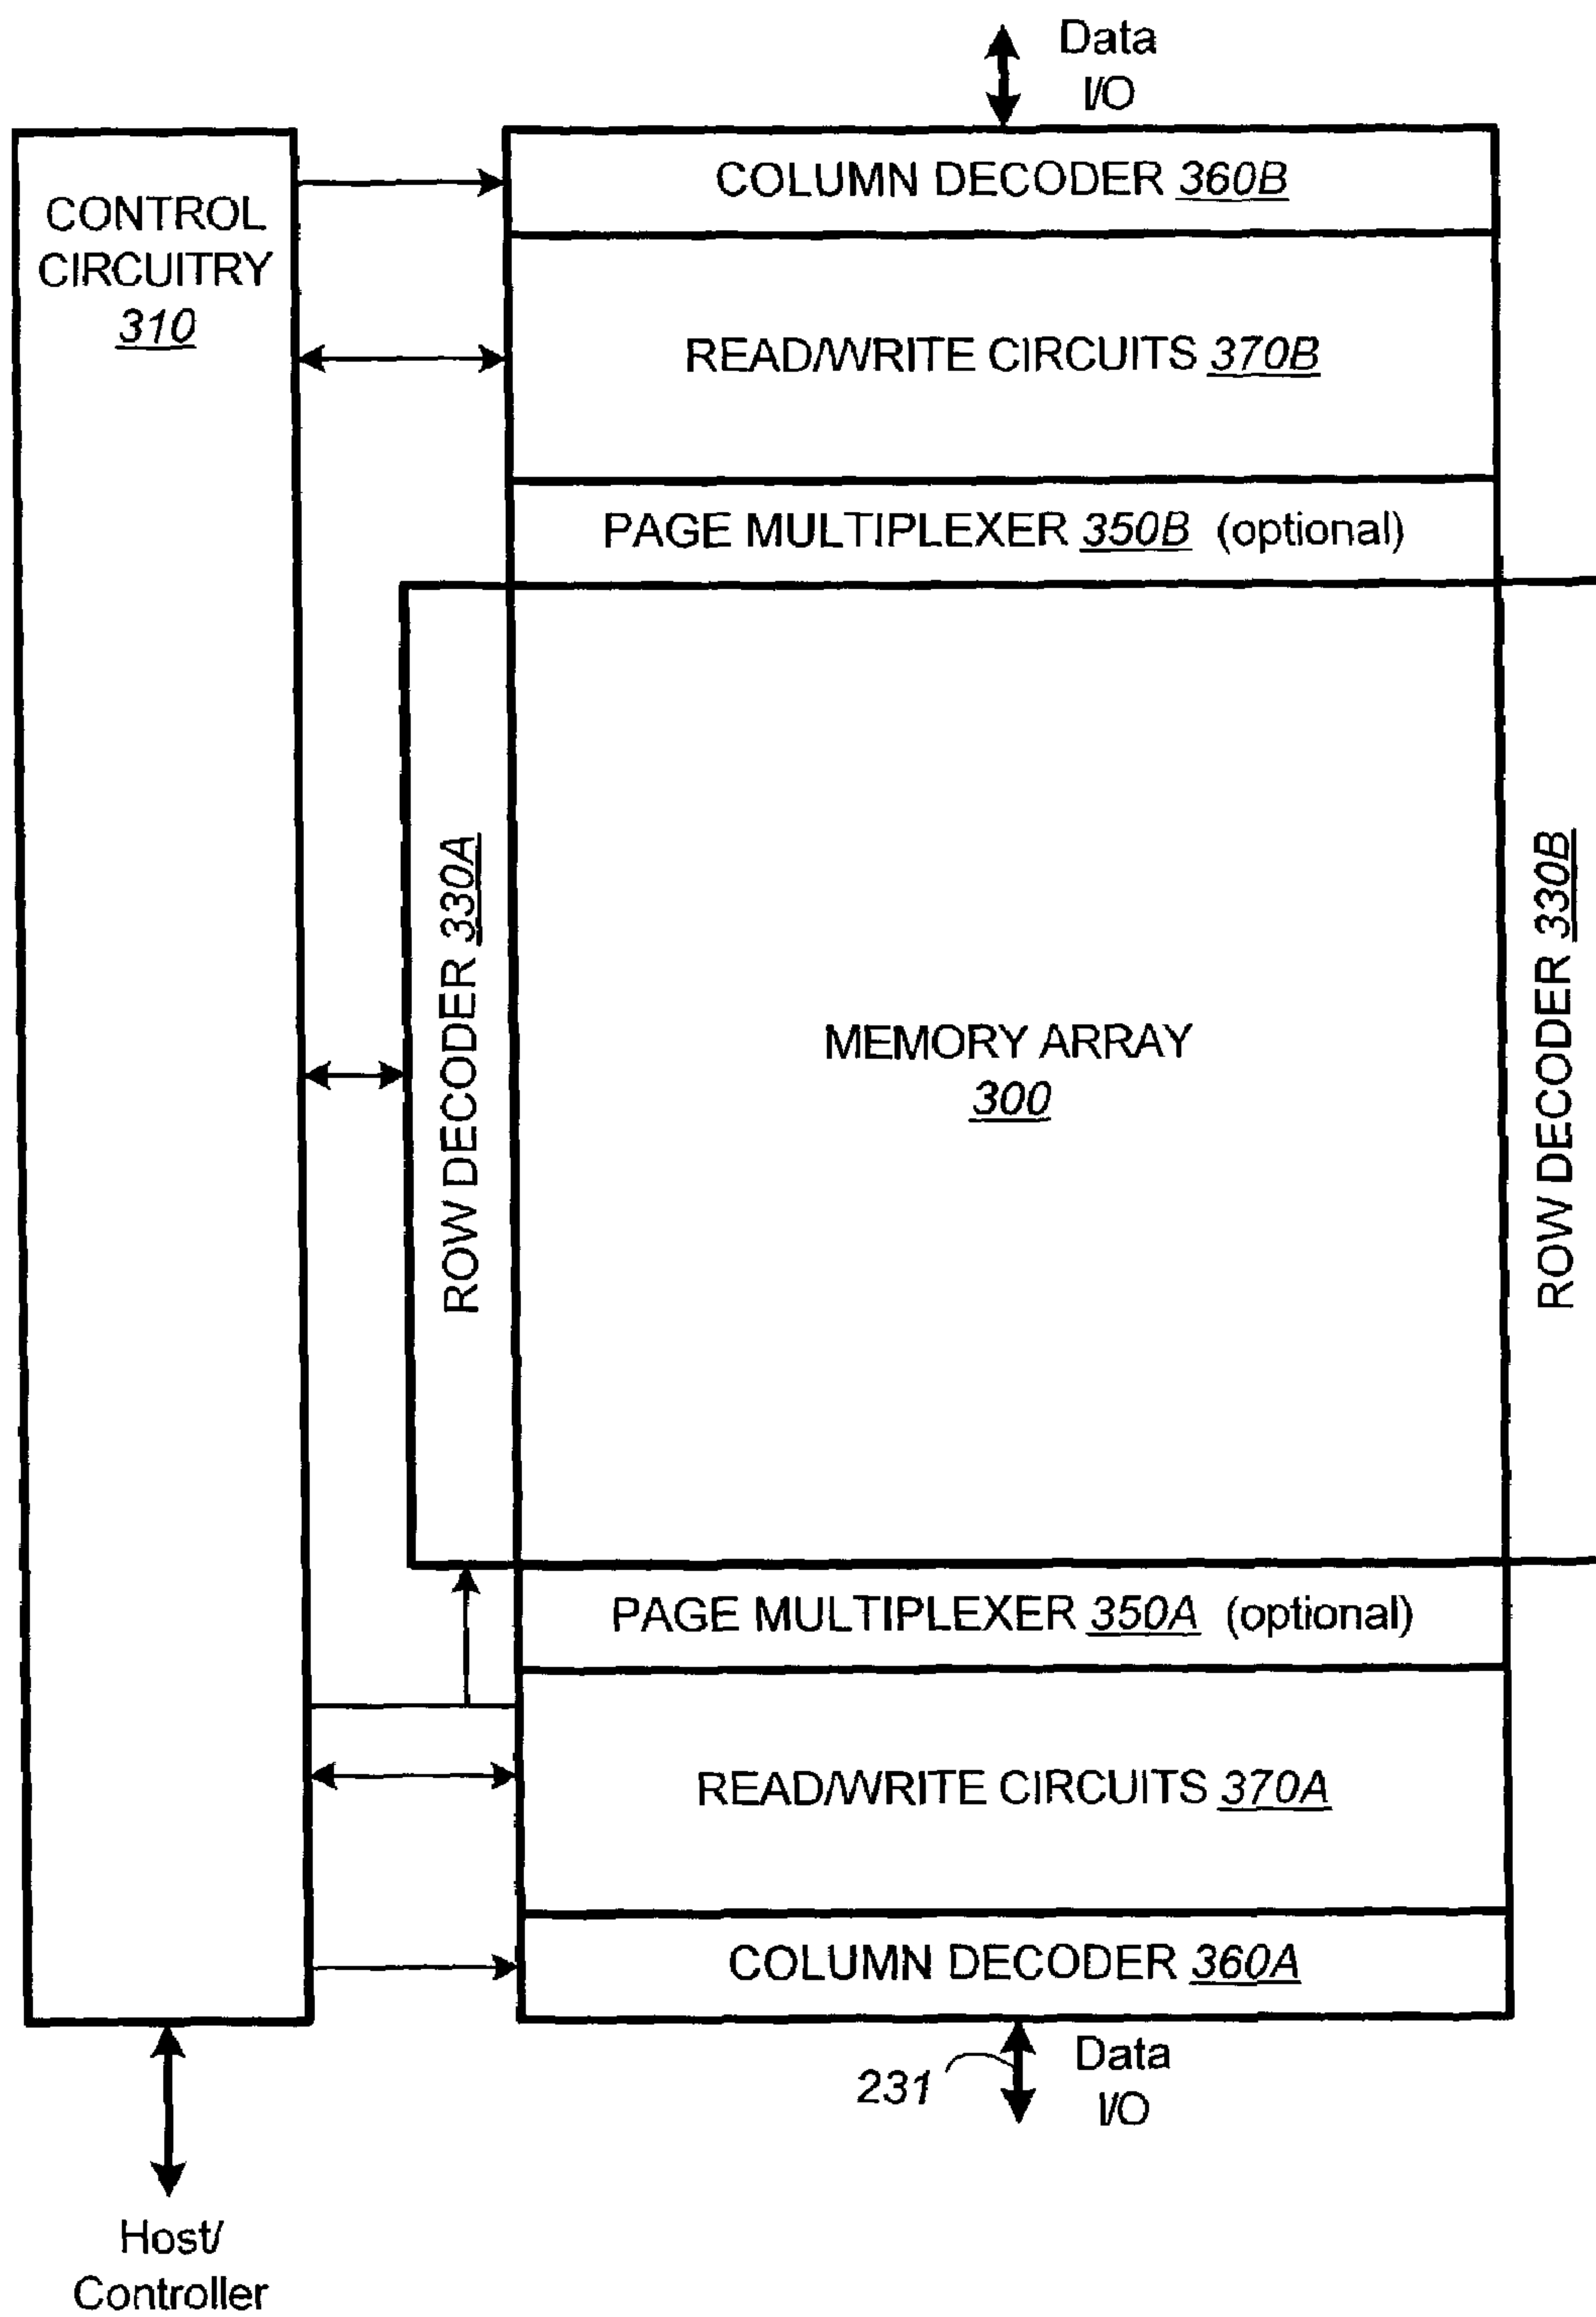 Data
I/O
COLUMN DECODER 360B
CONTROL
CIRCUITRY
310
READ/WRITE CIRCUITS 370B
PAGE MULTIPLEXER 350B (optional)
ROW DECODER 330A
MEMORY ARRAY
300
ROW DECODER 330B
PAGE MULTIPLEXER 350A (optional)
READ/WRITE CIRCUITS 370A
COLUMN DECODER 360A
231
Data
I/O
Host/
Controller